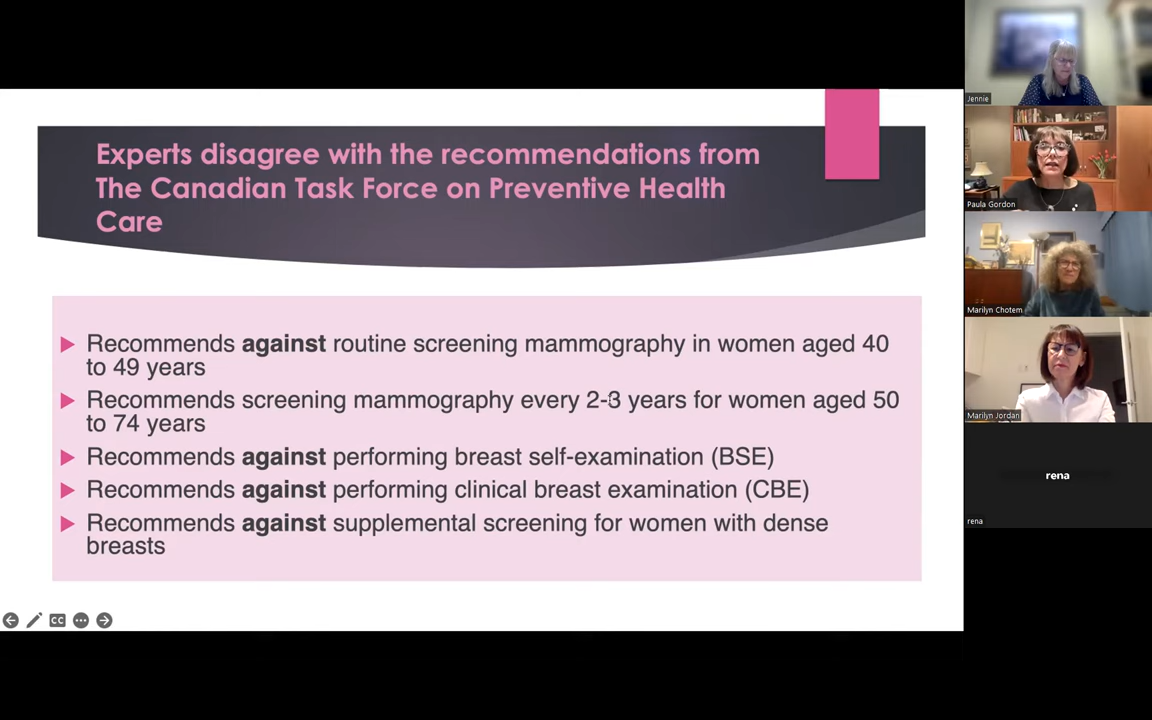 Experts disagree with the recommendations from
The Canadian Task Force on Preventive Health
Care
Recommends against routine screening mammography in women aged 40
to 49 years
Recommends screening mammography every 2-3 years for women aged 50
to 74 years
Recommends against performing breast self-examination (BSE)
Recommends against performing clinical breast examination (CBE)
Recommends against supplemental screening for women with dense
breasts
CC
Jennie
Paula Gordon
Marilyn Chotem
Marilyn Jordan
rena
rena